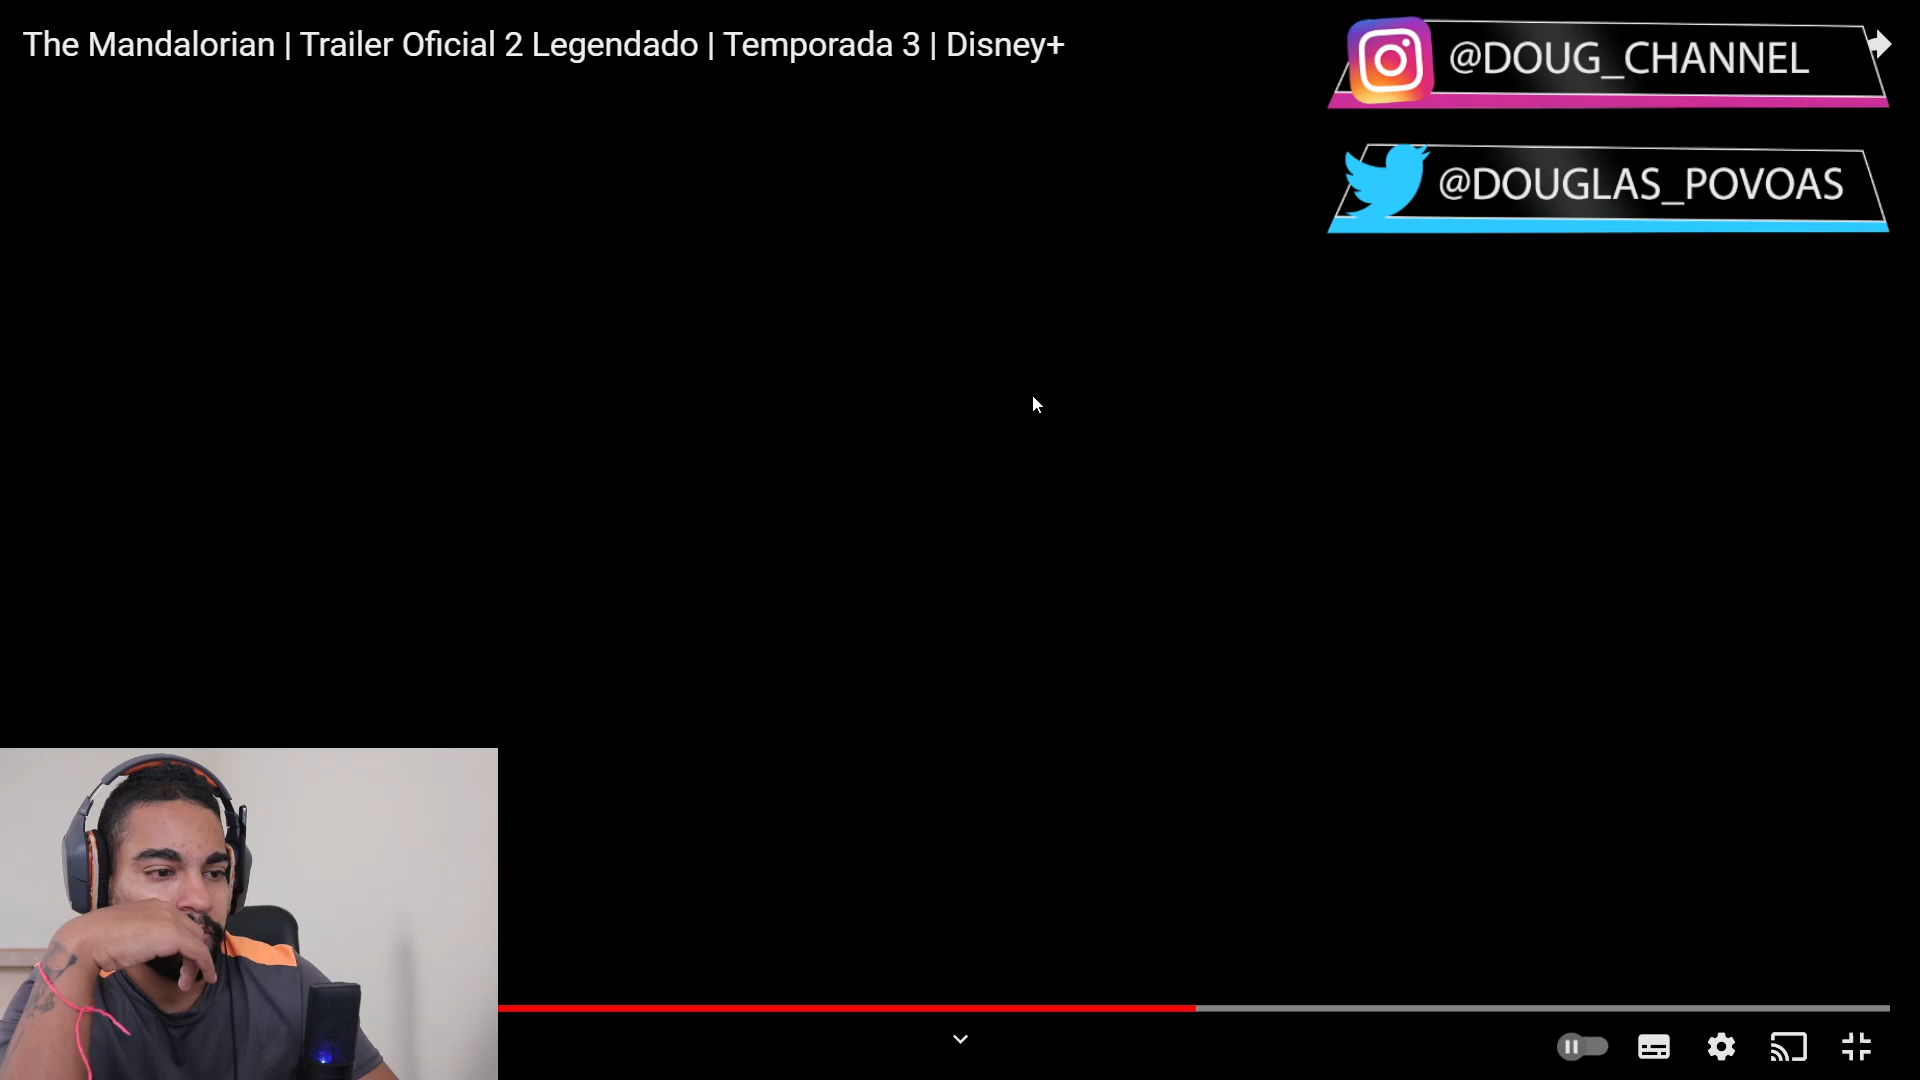 The Mandalorian | Trailer Oficial 2 Legendado | Temporada 3 | Disney+
@DOUG_CHANNEL
@DOUGLAS_POVOAS